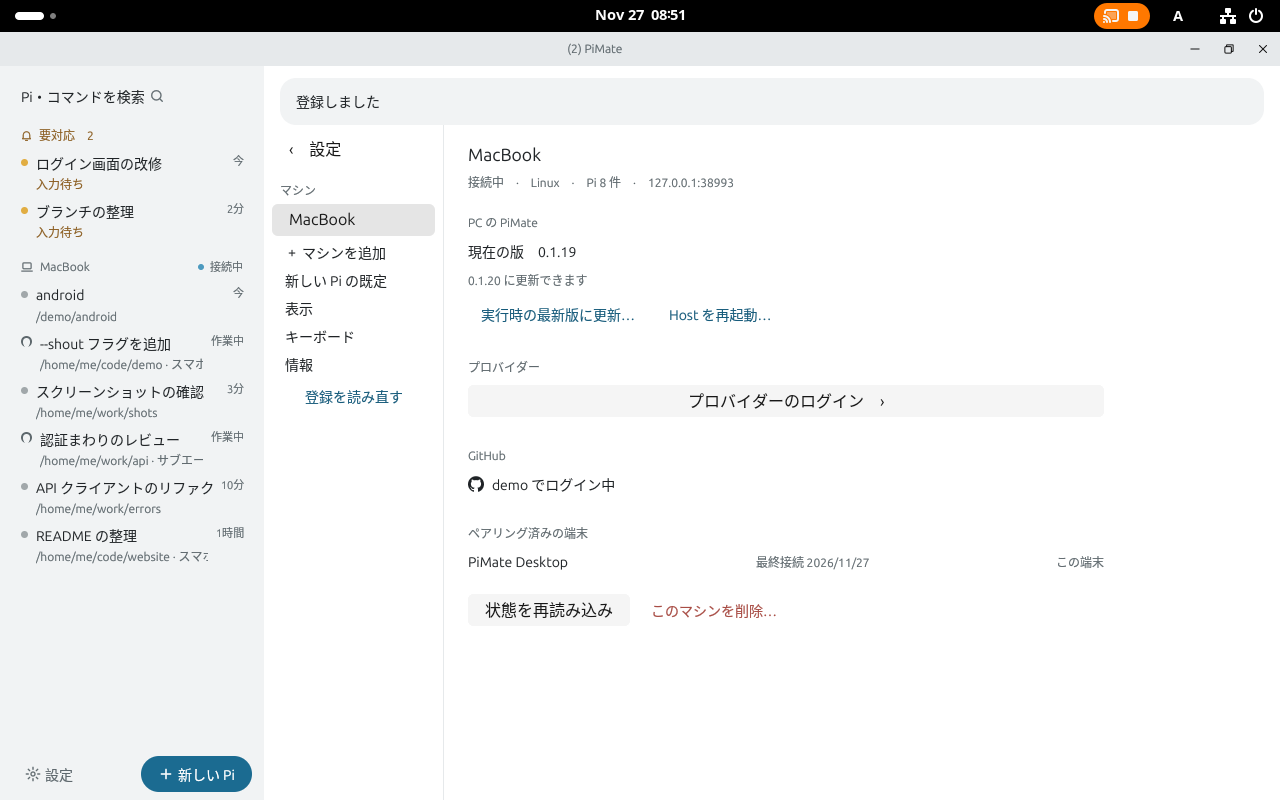 Nov 27 08:51
A
(2) PiMate
Pi・コマンドを検索
要対応 2
ログイン画面の改修 今
入力待ち
ブランチの整理 2分
入力待ち
MacBook 接続中
android 今
/demo/android
--shout フラグを追加 作業中
/home/me/code/demo · スマホ
スクリーンショットの確認 3分
/home/me/work/shots
認証まわりのレビュー 作業中
/home/me/work/api · サブエー
API クライアントのリファク 10分
/home/me/work/errors
README の整理 1時間
/home/me/code/website · スマホ
設定
+ 新しい Pi
登録しました
‹ 設定
マシン
MacBook
+ マシンを追加
新しい Pi の既定
表示
キーボード
情報
登録を読み直す
MacBook
接続中 · Linux · Pi 8 件 · 127.0.0.1:38993
PC の PiMate
現在の版 0.1.19
0.1.20 に更新できます
実行時の最新版に更新… Host を再起動…
プロバイダー
プロバイダーのログイン ›
GitHub
demo でログイン中
ペアリング済みの端末
PiMate Desktop 最終接続 2026/11/27 この端末
状態を再読み込み このマシンを削除…